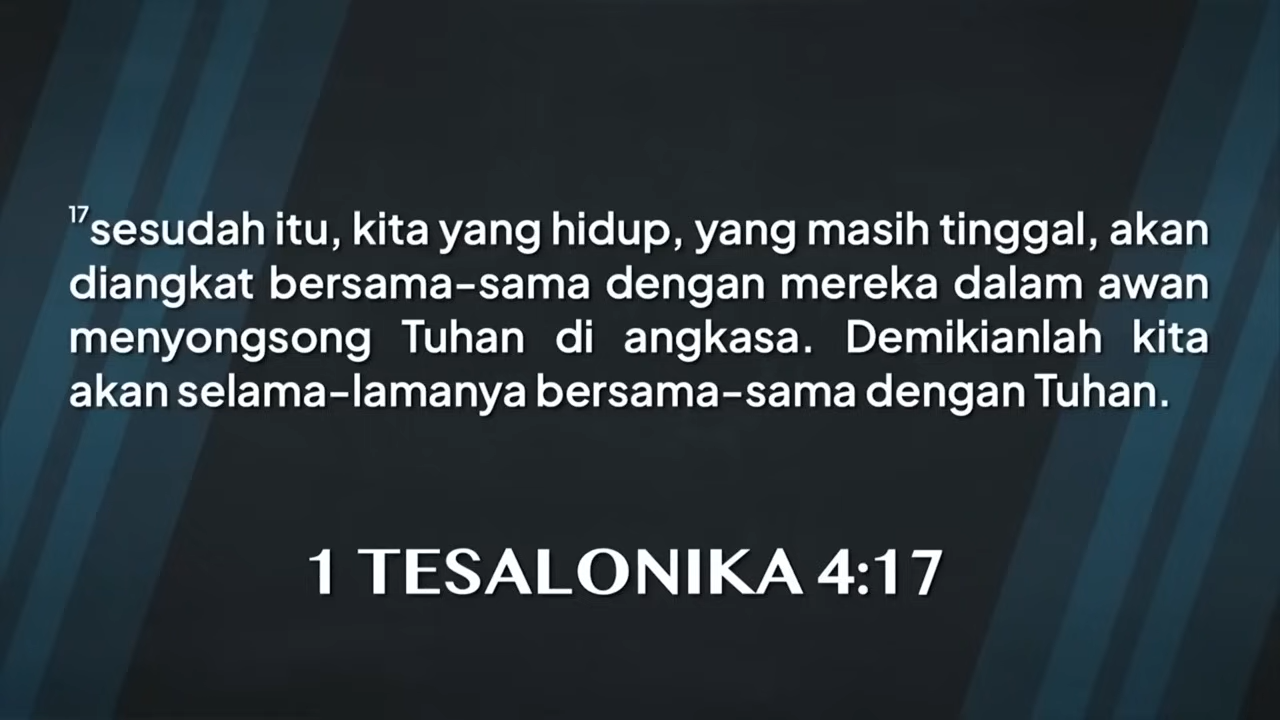 17sesudah itu, kita yang hidup, yang masih tinggal, akan
diangkat bersama-sama dengan mereka dalam awan
menyongsong Tuhan di angkasa. Demikianlah kita
akan selama-lamanya bersama-sama dengan Tuhan.
1 TESALONIKA 4:17